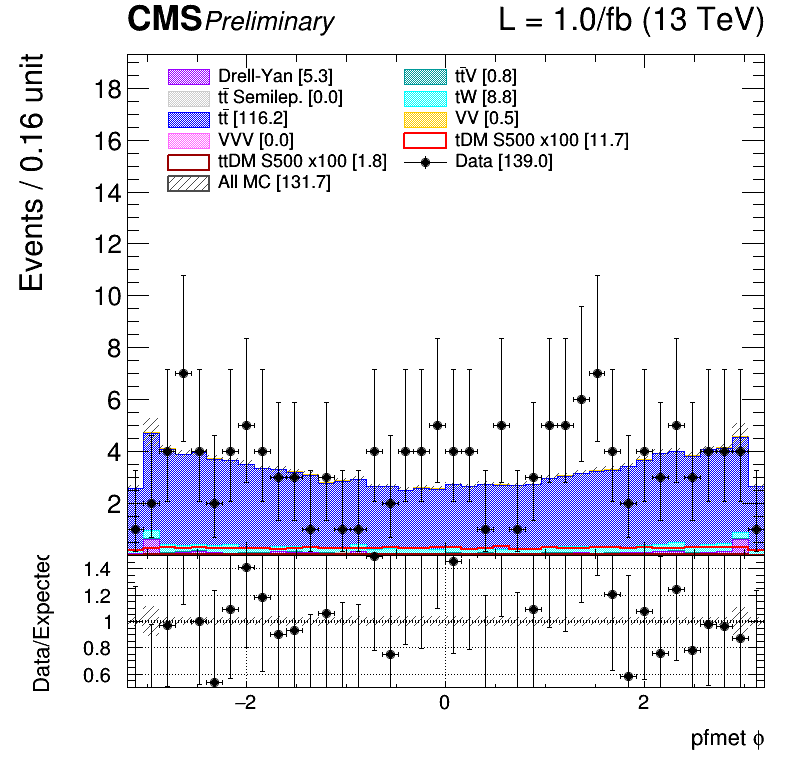 CMS Preliminary L = 1.0/fb (13 TeV)
Events / 0.16 unit
Drell-Yan [5.3] tt̄V [0.8]
tt̄ Semilep. [0.0] tW [8.8]
tt̄ [116.2] VV [0.5]
VVV [0.0] tDM S500 x100 [11.7]
ttDM S500 x100 [1.8] Data [139.0]
All MC [131.7]
18
16
14
12
10
8
6
4
2
Data/Expected
1.4
1.2
1
0.8
0.6
−2 0 2
pfmet ϕ